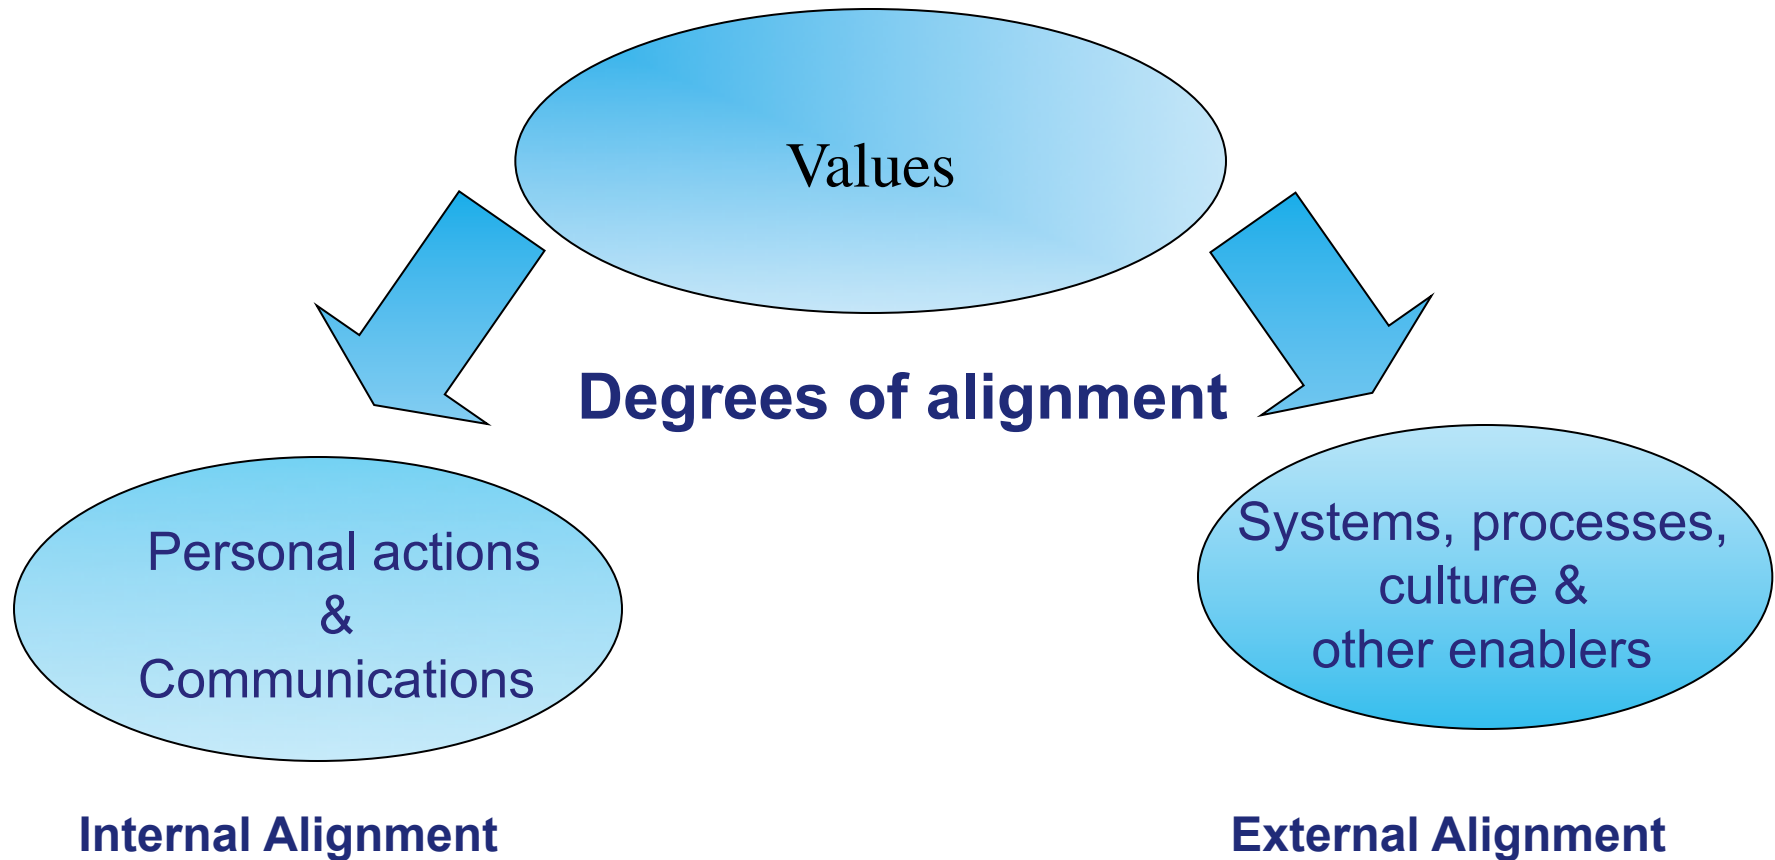 Values
Degrees of alignment
Personal actions
&
Communications
Systems, processes,
culture &
other enablers
Internal Alignment
External Alignment